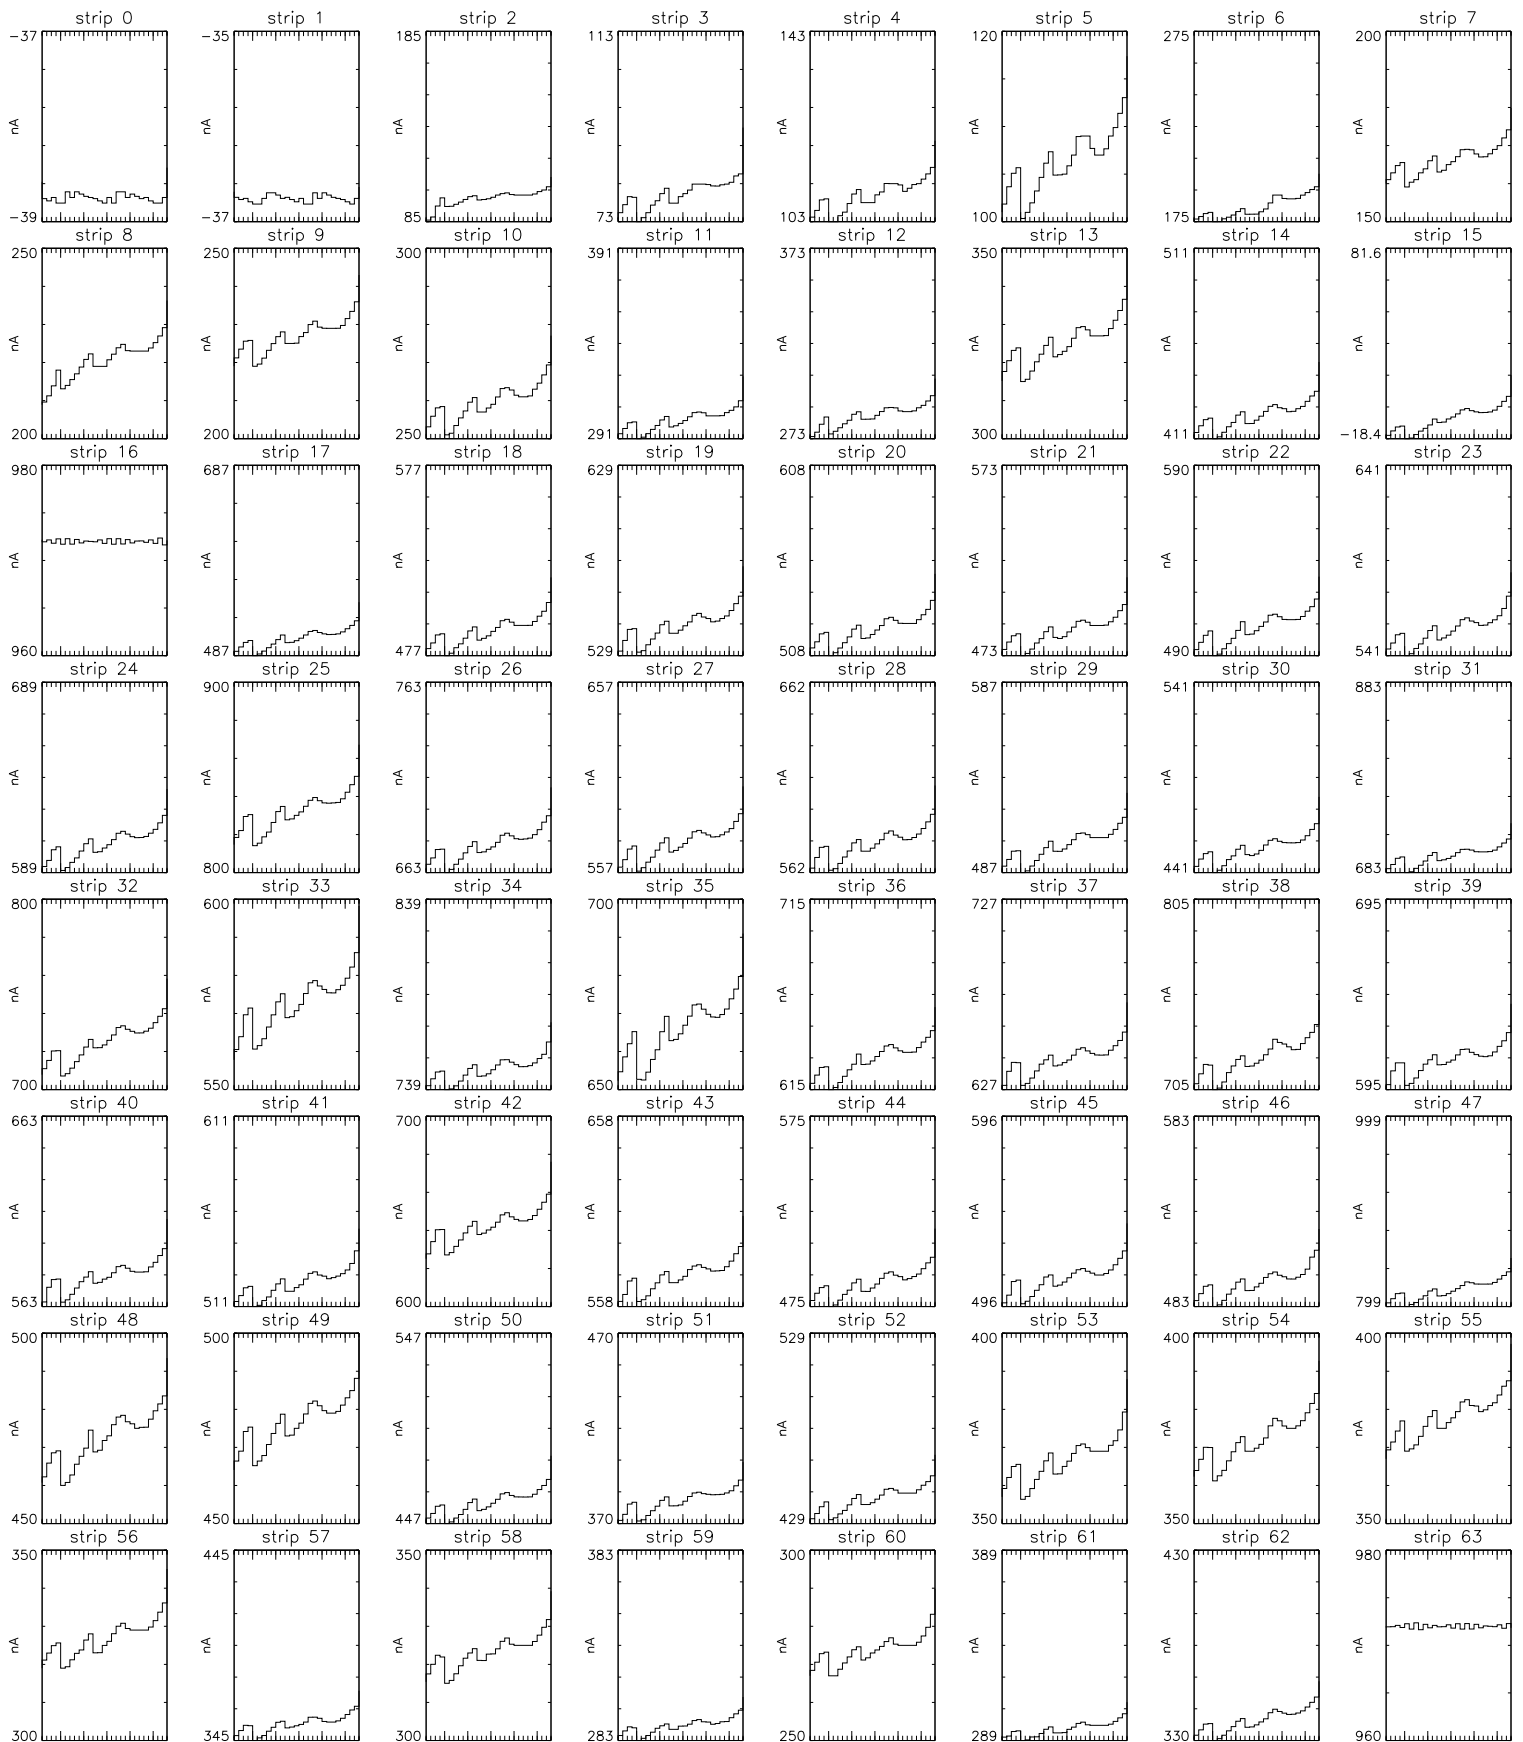 strip 0 strip 1 strip 2 strip 3 strip 4 strip 5 strip 6 strip 7
−37 −35 185 113 143 120 275 200
nA nA nA nA nA nA nA nA
−39 −37 85 73 103 100 175 150
strip 8 strip 9 strip 10 strip 11 strip 12 strip 13 strip 14 strip 15
250 250 300 391 373 350 511 81.6
nA nA nA nA nA nA nA nA
200 200 250 291 273 300 411 −18.4
strip 16 strip 17 strip 18 strip 19 strip 20 strip 21 strip 22 strip 23
980 687 577 629 608 573 590 641
nA nA nA nA nA nA nA nA
960 487 477 529 508 473 490 541
strip 24 strip 25 strip 26 strip 27 strip 28 strip 29 strip 30 strip 31
689 900 763 657 662 587 541 883
nA nA nA nA nA nA nA nA
589 800 663 557 562 487 441 683
strip 32 strip 33 strip 34 strip 35 strip 36 strip 37 strip 38 strip 39
800 600 839 700 715 727 805 695
nA nA nA nA nA nA nA nA
700 550 739 650 615 627 705 595
strip 40 strip 41 strip 42 strip 43 strip 44 strip 45 strip 46 strip 47
663 611 700 658 575 596 583 999
nA nA nA nA nA nA nA nA
563 511 600 558 475 496 483 799
strip 48 strip 49 strip 50 strip 51 strip 52 strip 53 strip 54 strip 55
500 500 547 470 529 400 400 400
nA nA nA nA nA nA nA nA
450 450 447 370 429 350 350 350
strip 56 strip 57 strip 58 strip 59 strip 60 strip 61 strip 62 strip 63
350 445 350 383 300 389 430 980
nA nA nA nA nA nA nA nA
300 345 300 283 250 289 330 960